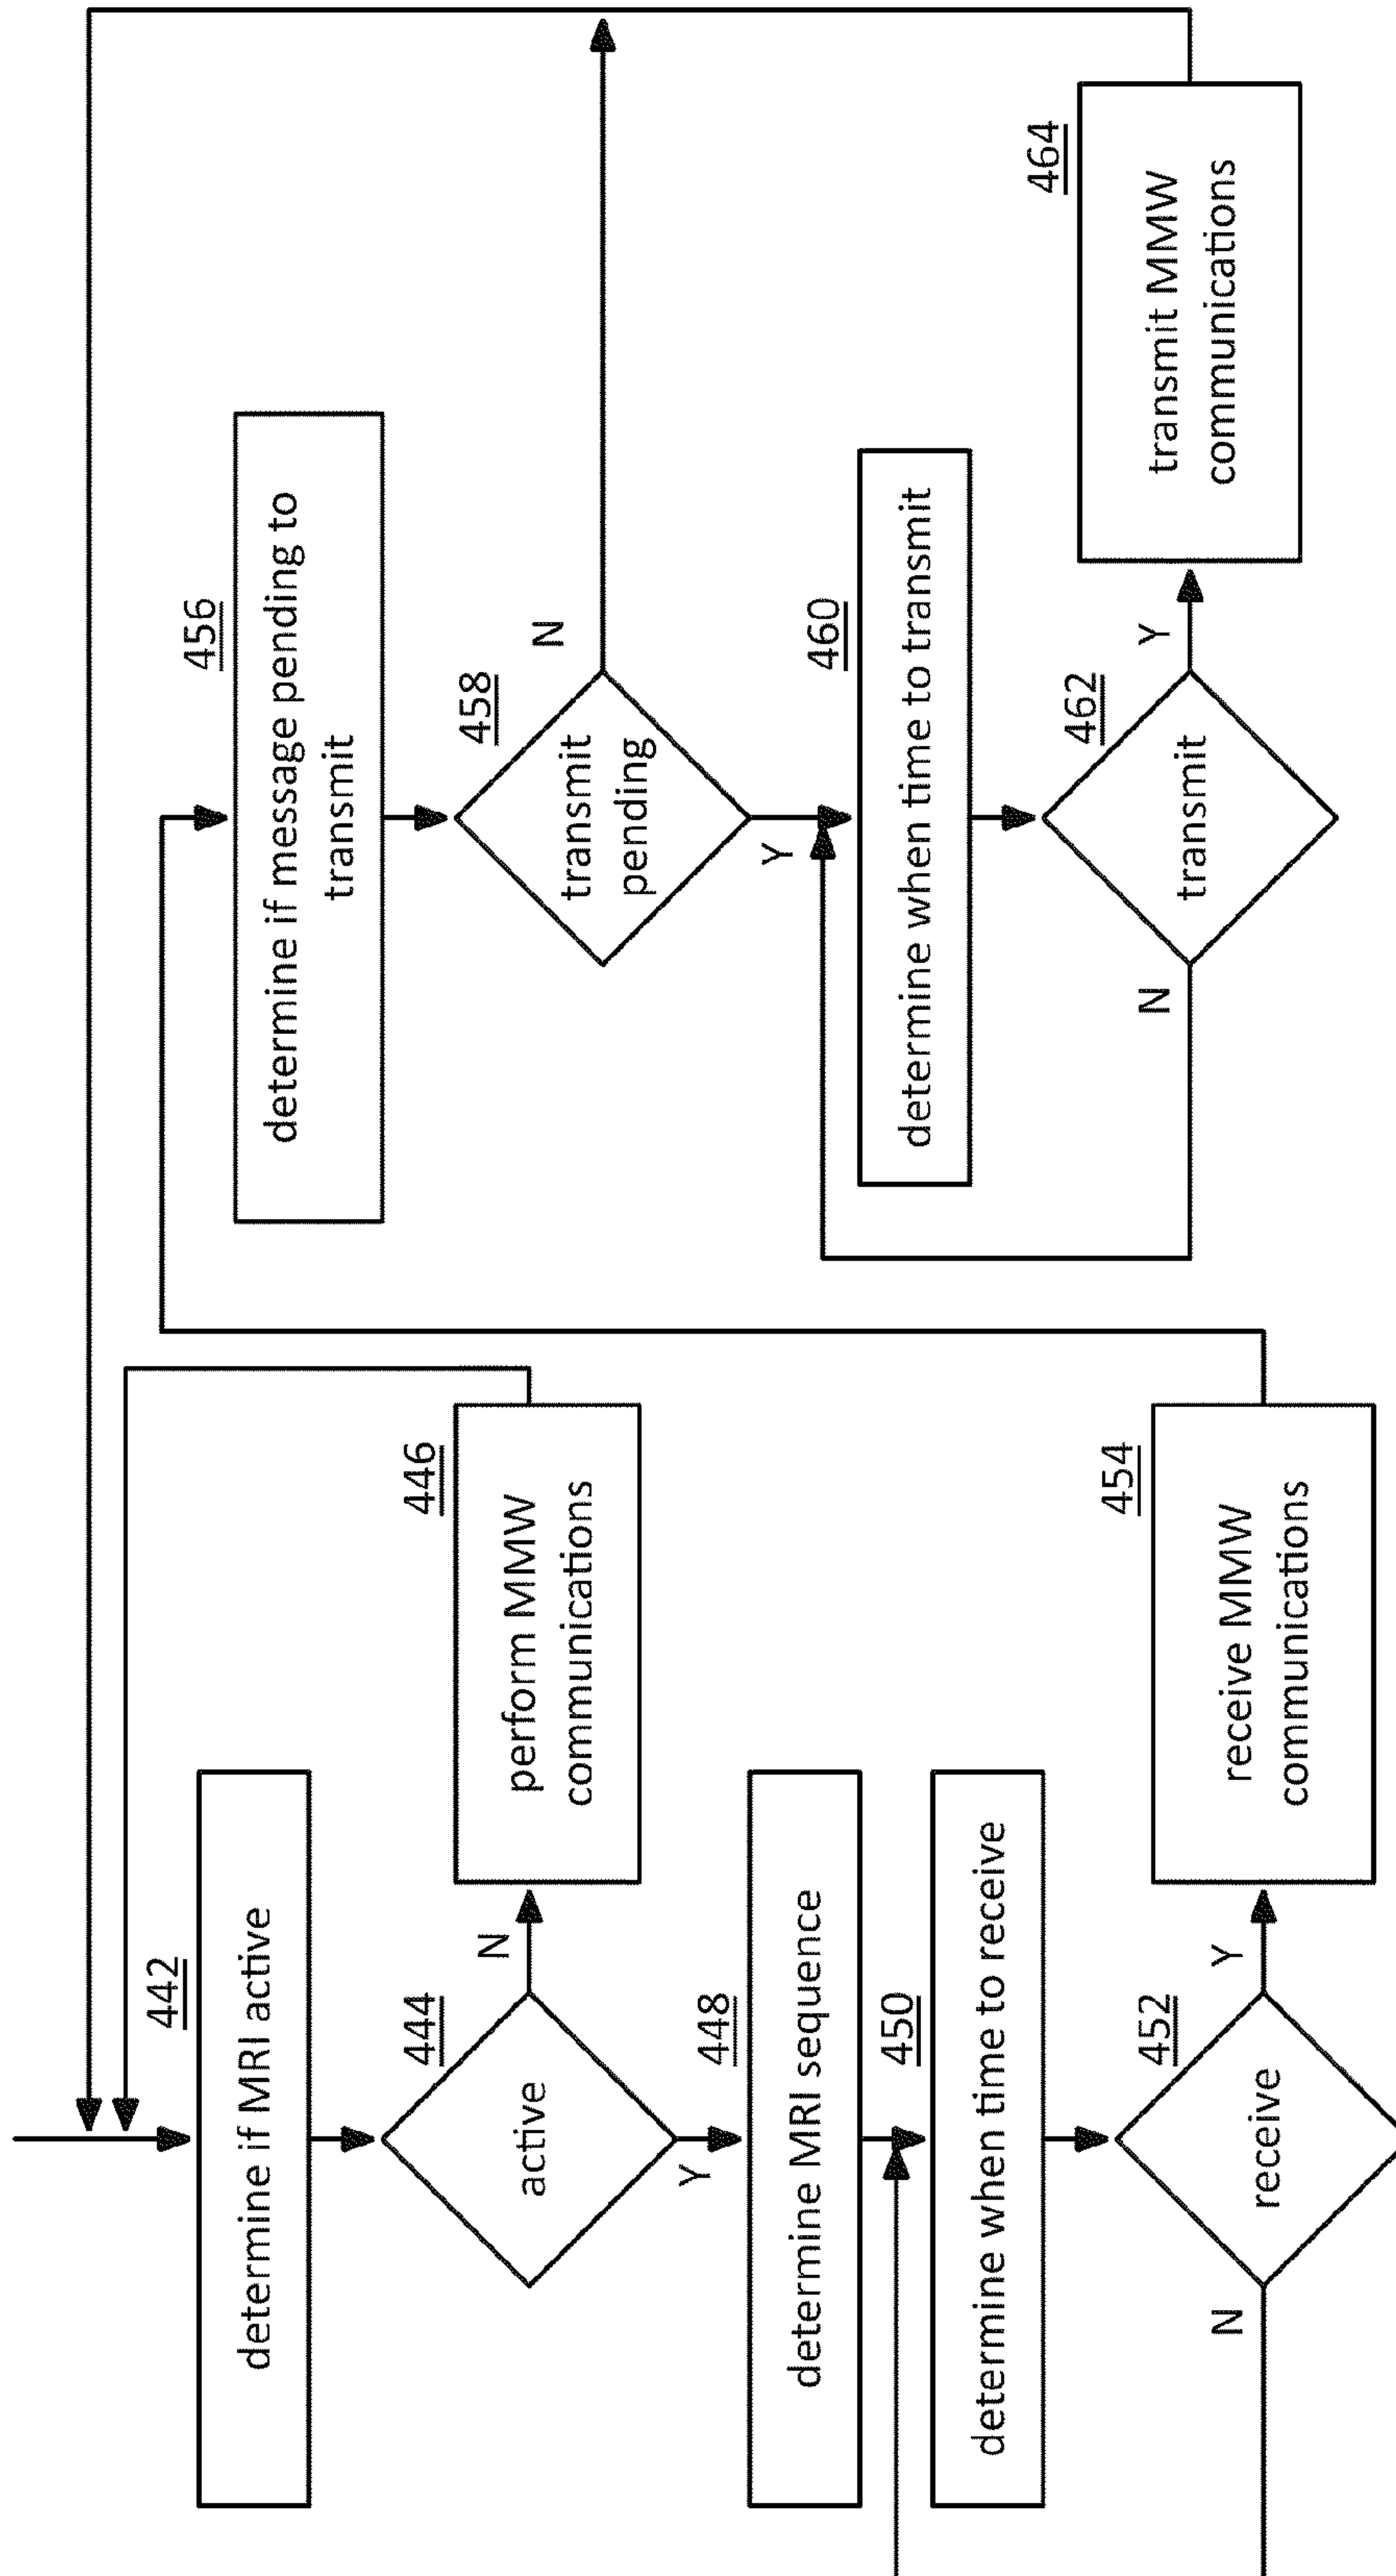 442
determine if MRI active
444
active
N
Y
446
perform MMW
communications
448
determine MRI sequence
450
determine when time to receive
452
receive
N
Y
454
receive MMW
communications
456
determine if message pending to
transmit
458
transmit
pending
N
Y
460
determine when time to transmit
462
transmit
N
Y
464
transmit MMW
communications